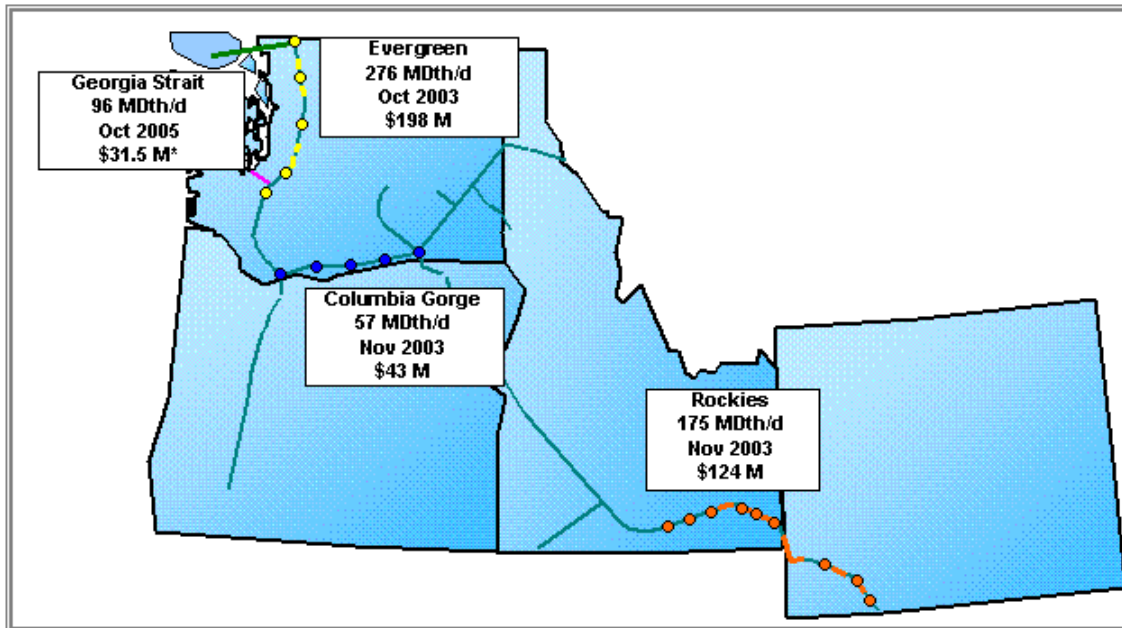 Georgia Strait
96 MDth/d
Oct 2005
$31.5 M*
Evergreen
276 MDth/d
Oct 2003
$198 M
Columbia Gorge
57 MDth/d
Nov 2003
$43 M
Rockies
175 MDth/d
Nov 2003
$124 M